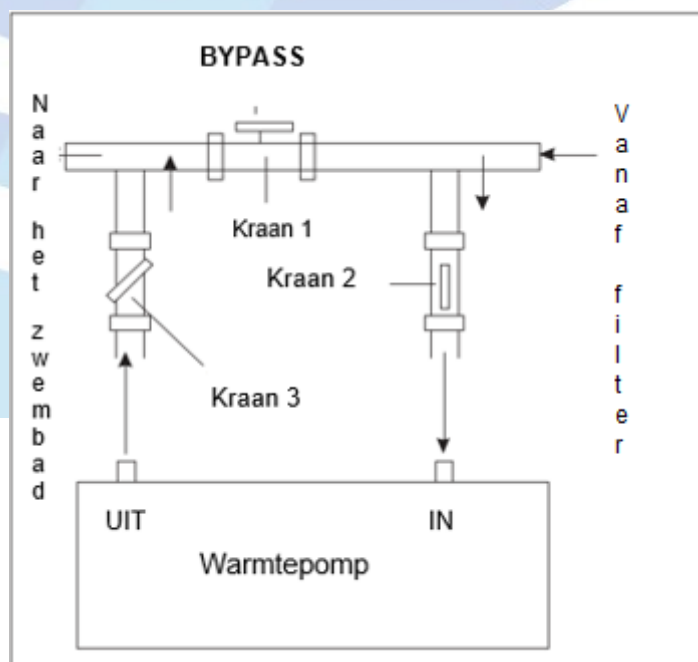 BYPASS
Naar het zwembad
Vanaf filter
Kraan 1
Kraan 2
Kraan 3
UIT
IN
Warmtepomp